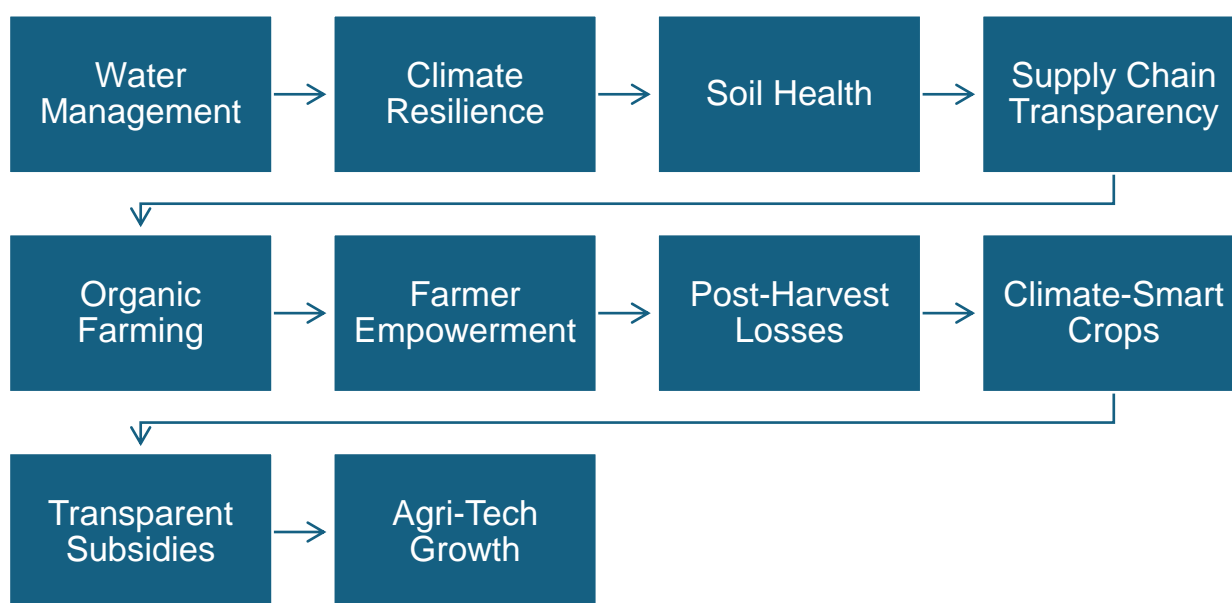 Water
Management
Climate
Resilience
Soil Health
Supply Chain
Transparency
Organic
Farming
Farmer
Empowerment
Post-Harvest
Losses
Climate-Smart
Crops
Transparent
Subsidies
Agri-Tech
Growth